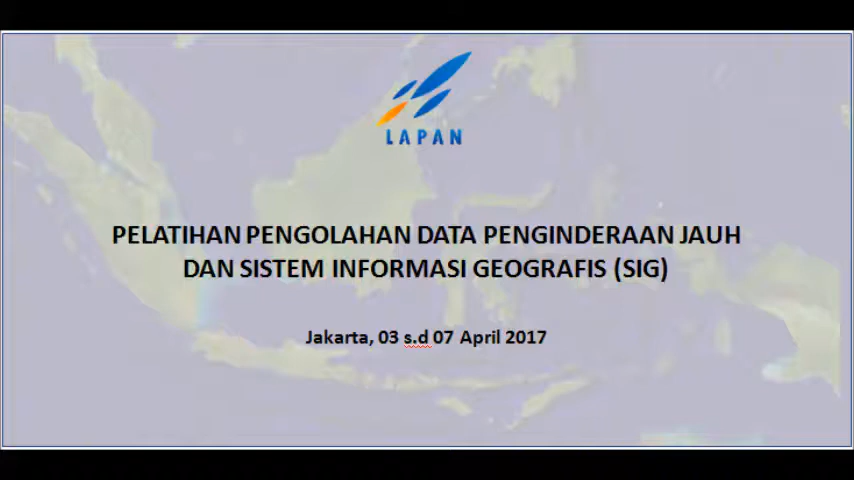 LAPAN
PELATIHAN PENGOLAHAN DATA PENGINDERAAN JAUH
DAN SISTEM INFORMASI GEOGRAFIS (SIG)
Jakarta, 03 s.d 07 April 2017